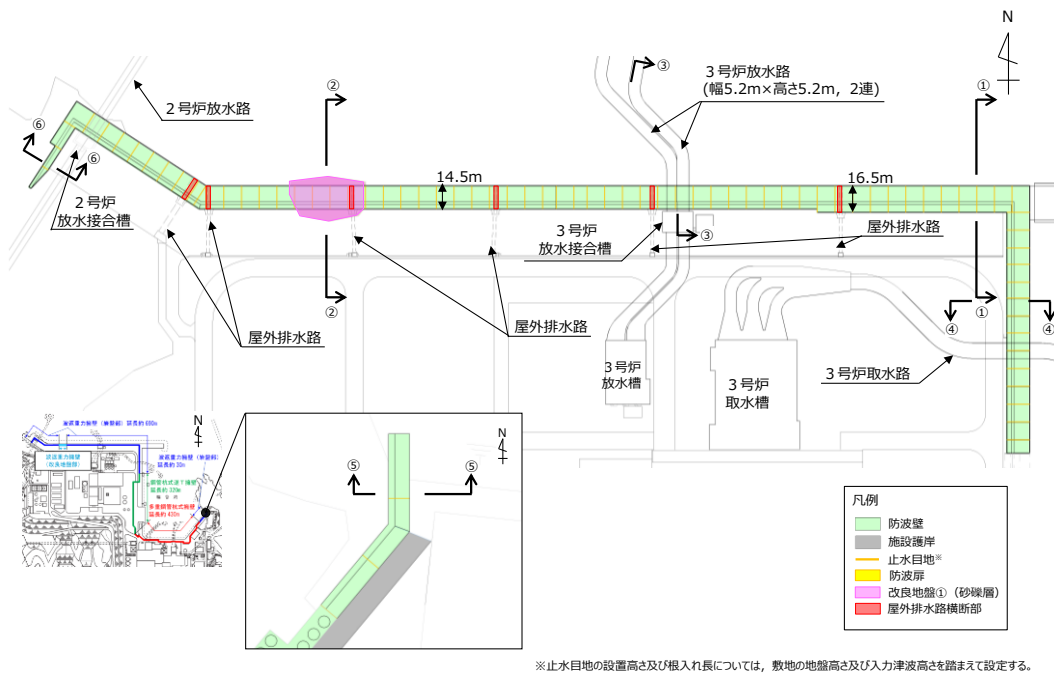 N
①
②
③
3号炉放水路
(幅5.2m×高さ5.2m，2連)
2号炉放水路
⑥
⑥
14.5m
16.5m
2号炉
放水接合槽
3号炉
放水接合槽
③
屋外排水路
②
①
④
④
屋外排水路
屋外排水路
3号炉
放水槽
3号炉
取水槽
3号炉取水路
N
延長約680m
N
⑤
⑤
凡例
防波壁
施設護岸
止水目地※
防波扉
改良地盤①（砂礫層）
屋外排水路横断部
※止水目地の設置高さ及び根入れ長については，敷地の地盤高さ及び入力津波高さを踏まえて設定する。